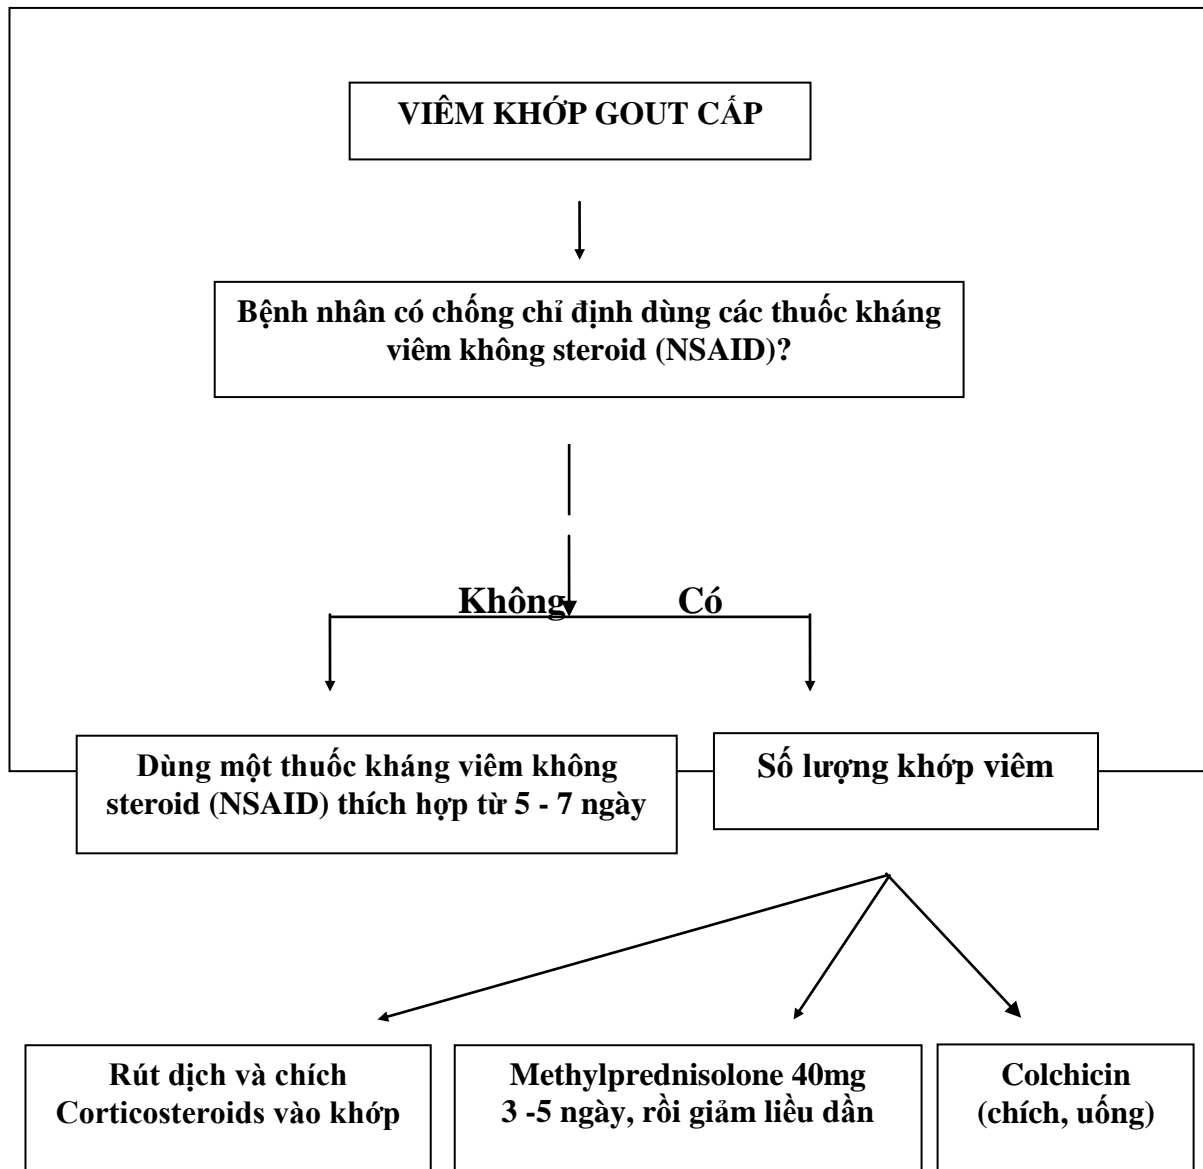 VIÊM KHỚP GOUT CẤP
Bệnh nhân có chống chỉ định dùng các thuốc kháng
viêm không steroid (NSAID)?
Không
Có
Dùng một thuốc kháng viêm không
steroid (NSAID) thích hợp từ 5 - 7 ngày
Số lượng khớp viêm
Rút dịch và chích
Corticosteroids vào khớp
Methylprednisolone 40mg
3 -5 ngày, rồi giảm liều dần
Colchicin
(chích, uống)